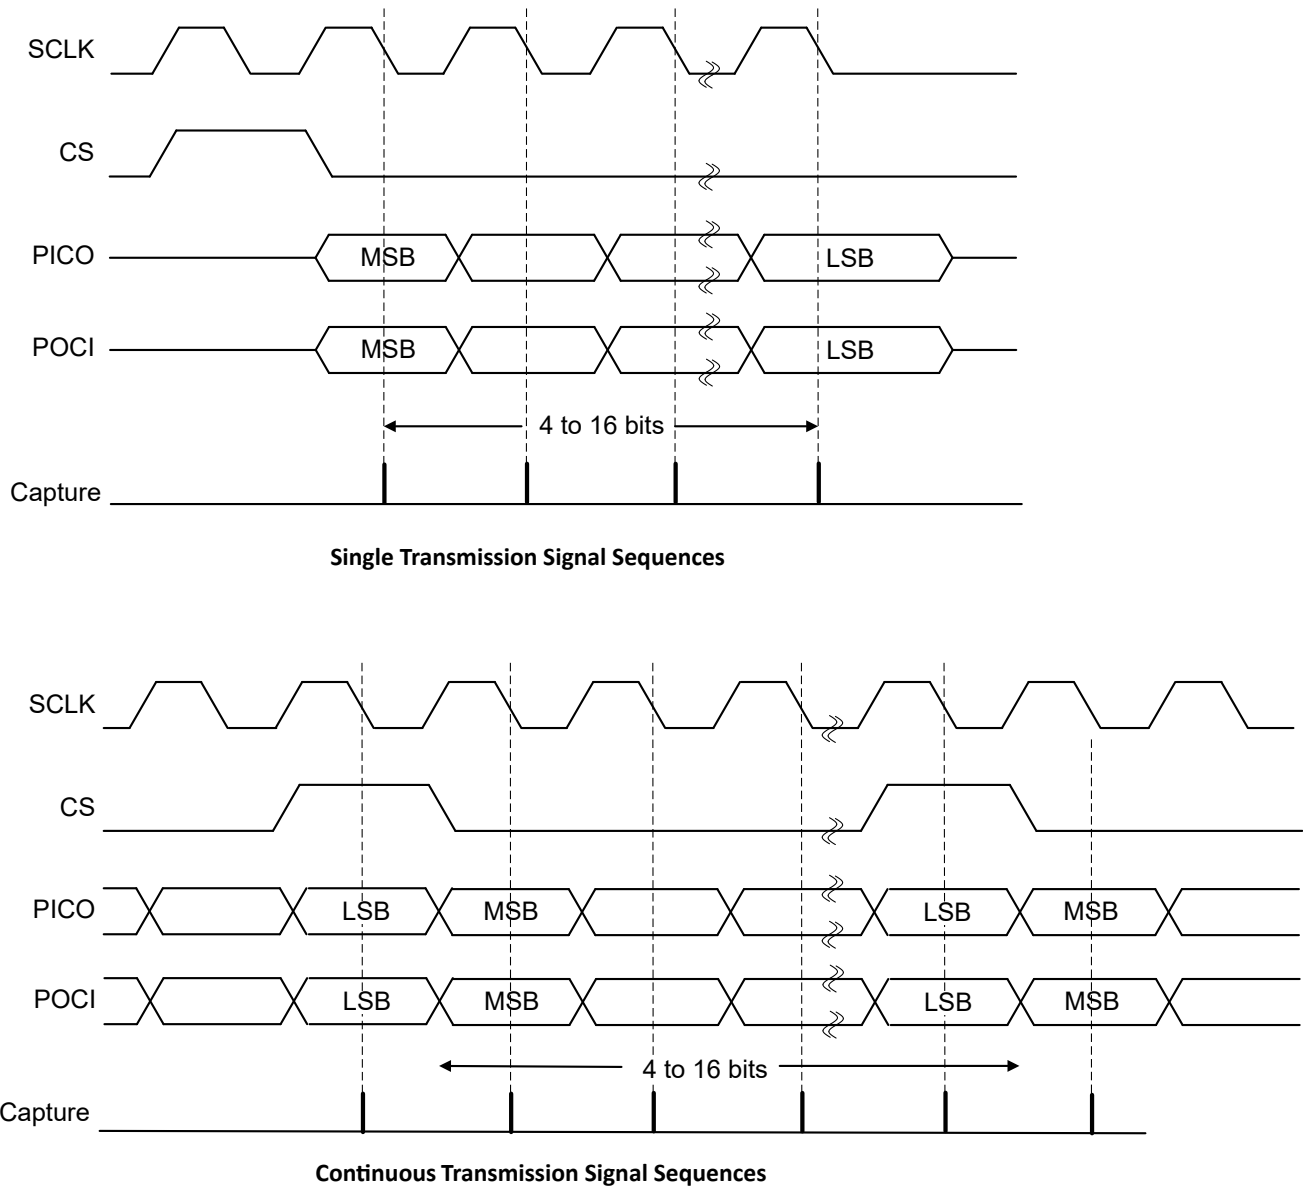 SCLK
CS
PICO MSB LSB
POCI MSB LSB
4 to 16 bits
Capture
Single Transmission Signal Sequences
SCLK
CS
PICO LSB MSB LSB MSB
POCI LSB MSB LSB MSB
4 to 16 bits
Capture
Continuous Transmission Signal Sequences